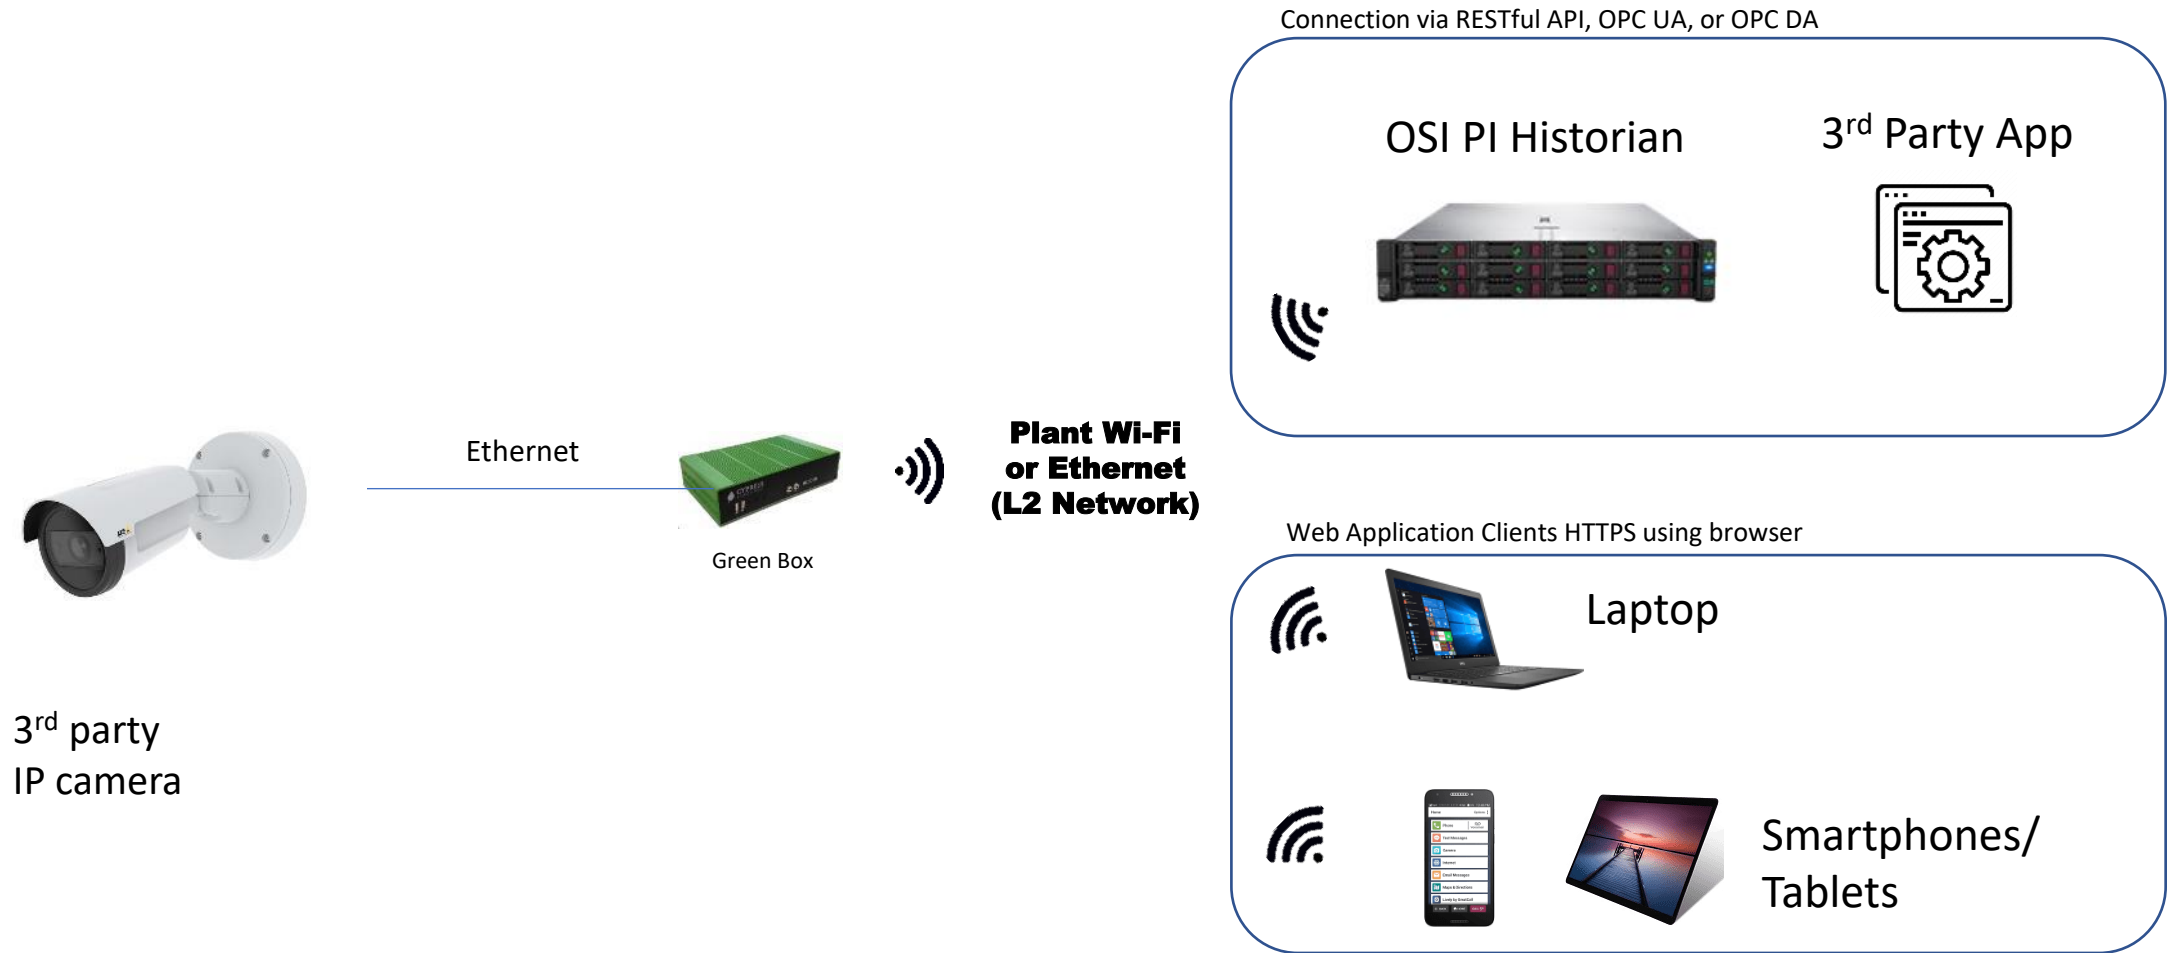 Connection via RESTful API, OPC UA, or OPC DA
OSI PI Historian
3rd Party App
Ethernet
Green Box
Plant Wi-Fi
or Ethernet
(L2 Network)
3rd party
IP camera
Web Application Clients HTTPS using browser
Laptop
Smartphones/
Tablets